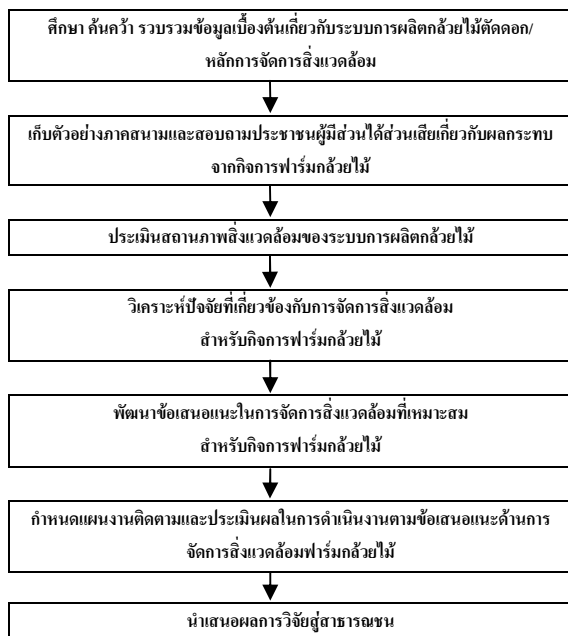 ศึกษา ค้นคว้า รวบรวมข้อมูลเบื้องต้นเกี่ยวกับระบบการผลิตกล้วยไม้ตัดดอก/
หลักการจัดการสิ่งแวดล้อม
เก็บตัวอย่างภาคสนามและสอบถามประชาชนผู้มีส่วนได้ส่วนเสียเกี่ยวกับผลกระทบ
จากกิจการฟาร์มกล้วยไม้
ประเมินสถานภาพสิ่งแวดล้อมของระบบการผลิตกล้วยไม้
วิเคราะห์ปัจจัยที่เกี่ยวข้องกับการจัดการสิ่งแวดล้อม
สำหรับกิจการฟาร์มกล้วยไม้
พัฒนาข้อเสนอแนะในการจัดการสิ่งแวดล้อมที่เหมาะสม
สำหรับกิจการฟาร์มกล้วยไม้
กำหนดแผนงานติดตามและประเมินผลในการดำเนินงานตามข้อเสนอแนะด้านการ
จัดการสิ่งแวดล้อมฟาร์มกล้วยไม้
นำเสนอผลการวิจัยสู่สาธารณชน